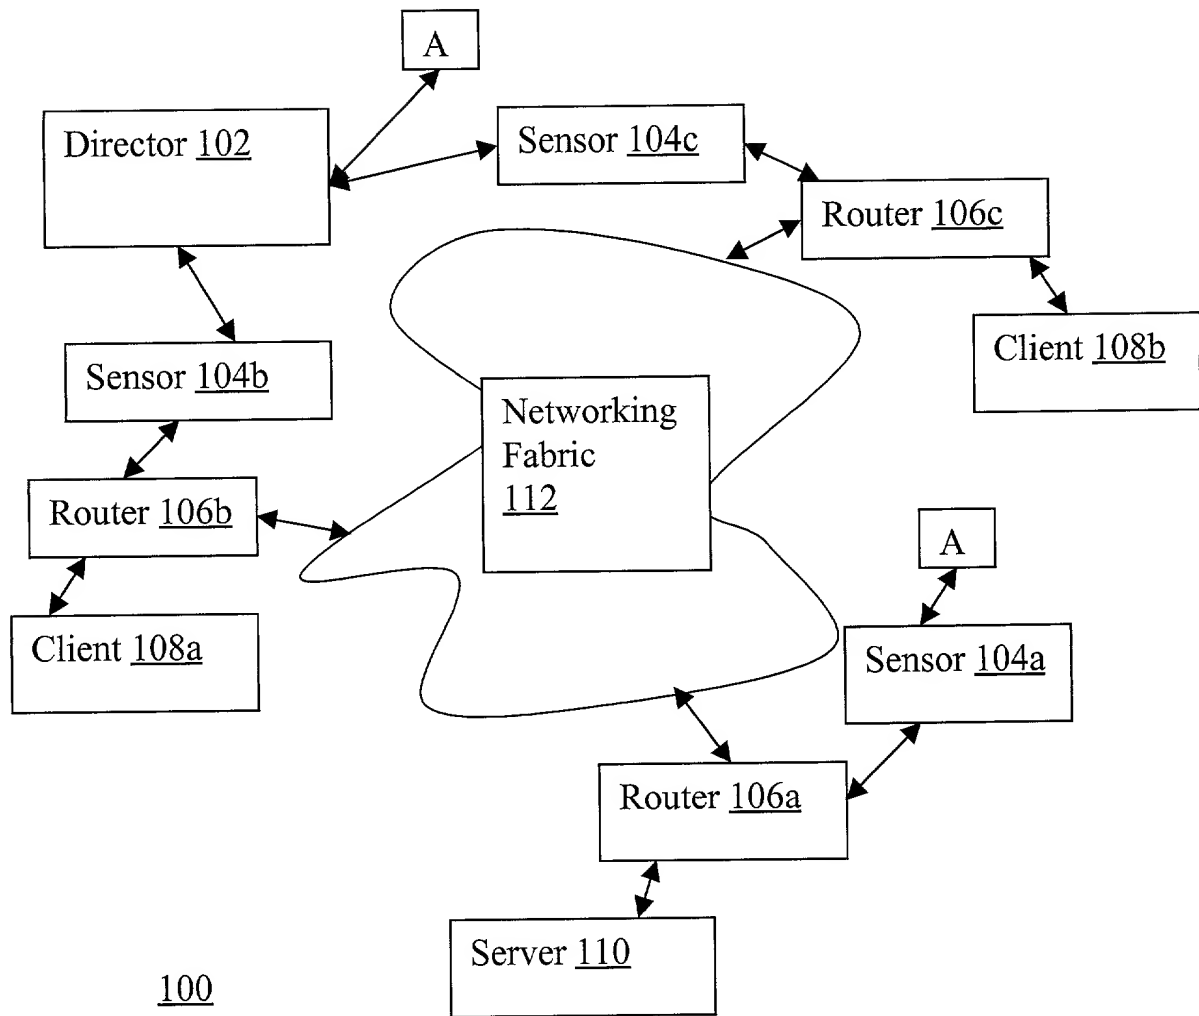 A
Director 102
Sensor 104c
Router 106c
Client 108b
Sensor 104b
Networking
Fabric
112
Router 106b
A
Client 108a
Sensor 104a
Router 106a
Server 110
100